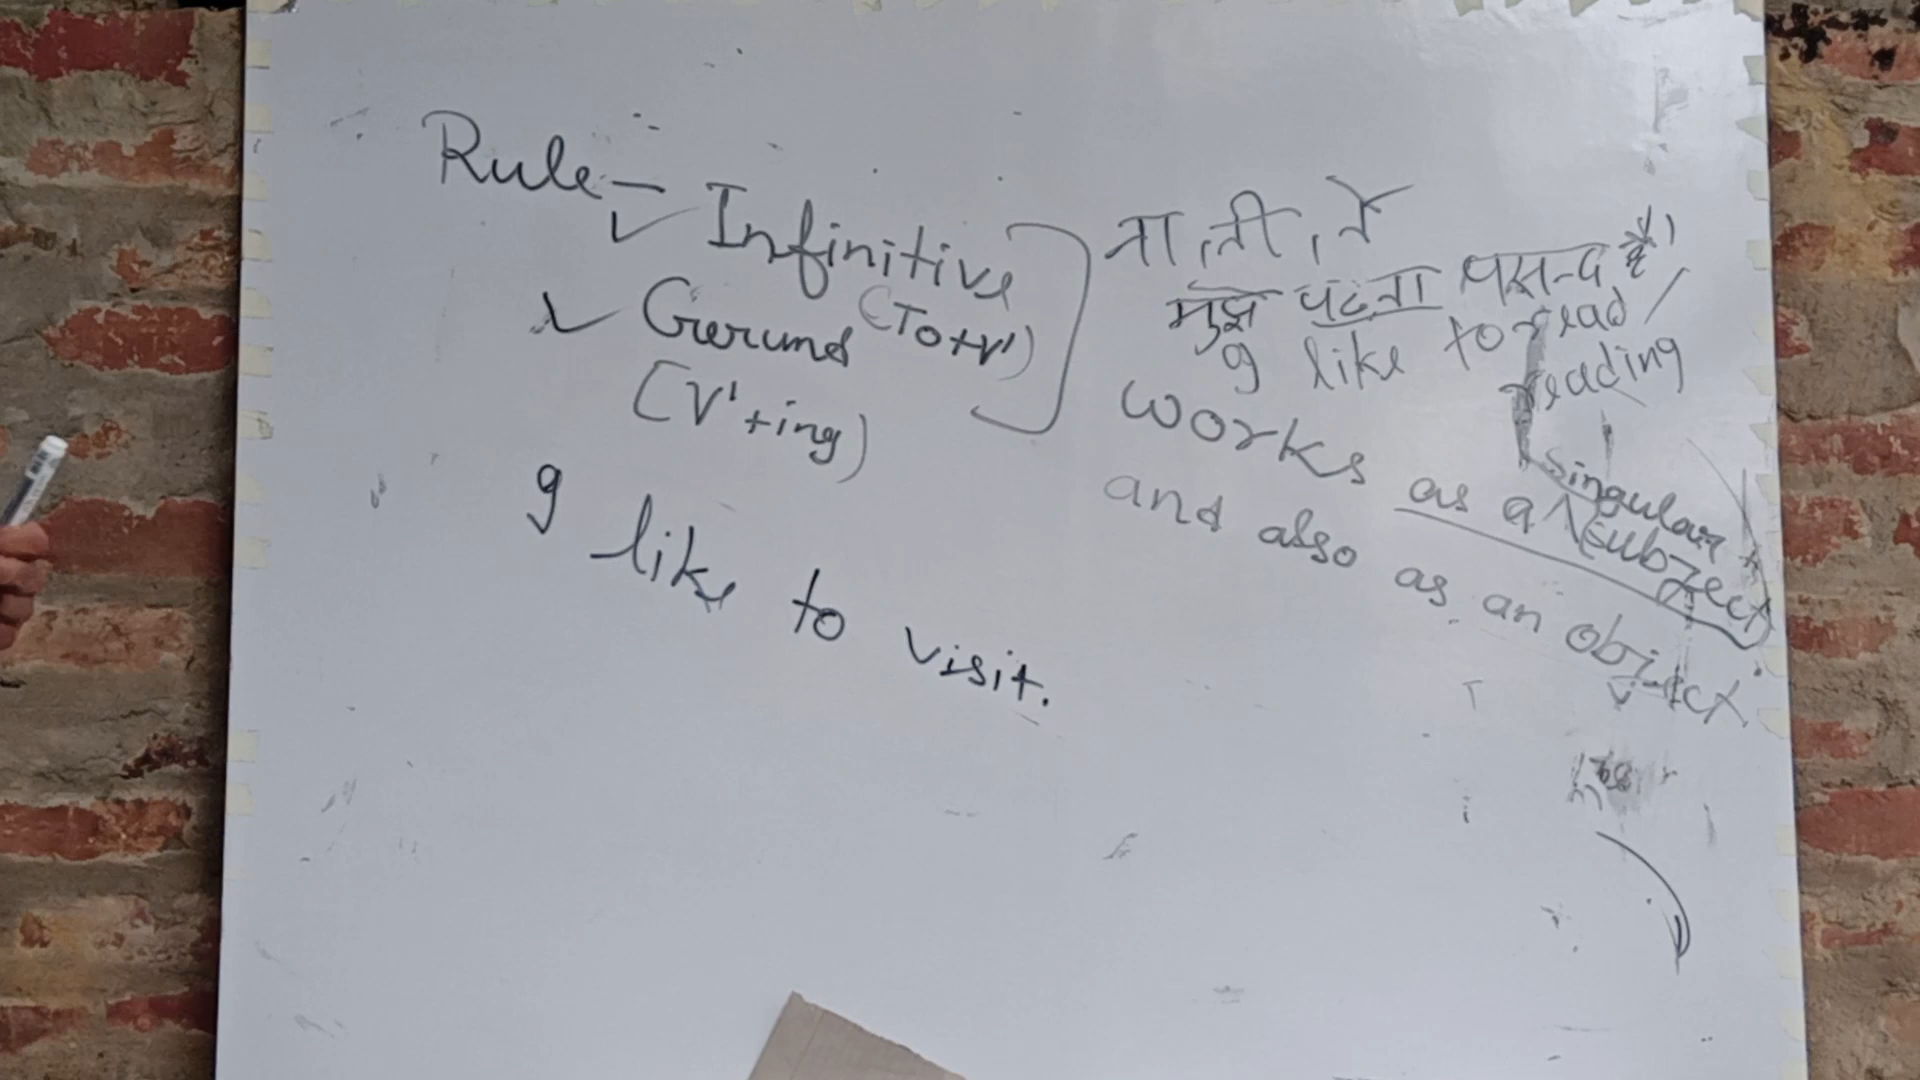 Rule - Infinitive
(To+V¹)
Gerund
(V¹+ing)
ना, नी, ने
मुझे पढ़ना पसन्द है।
I like to read /
reading
works as a singular subject
and also as an object.
I like to visit.